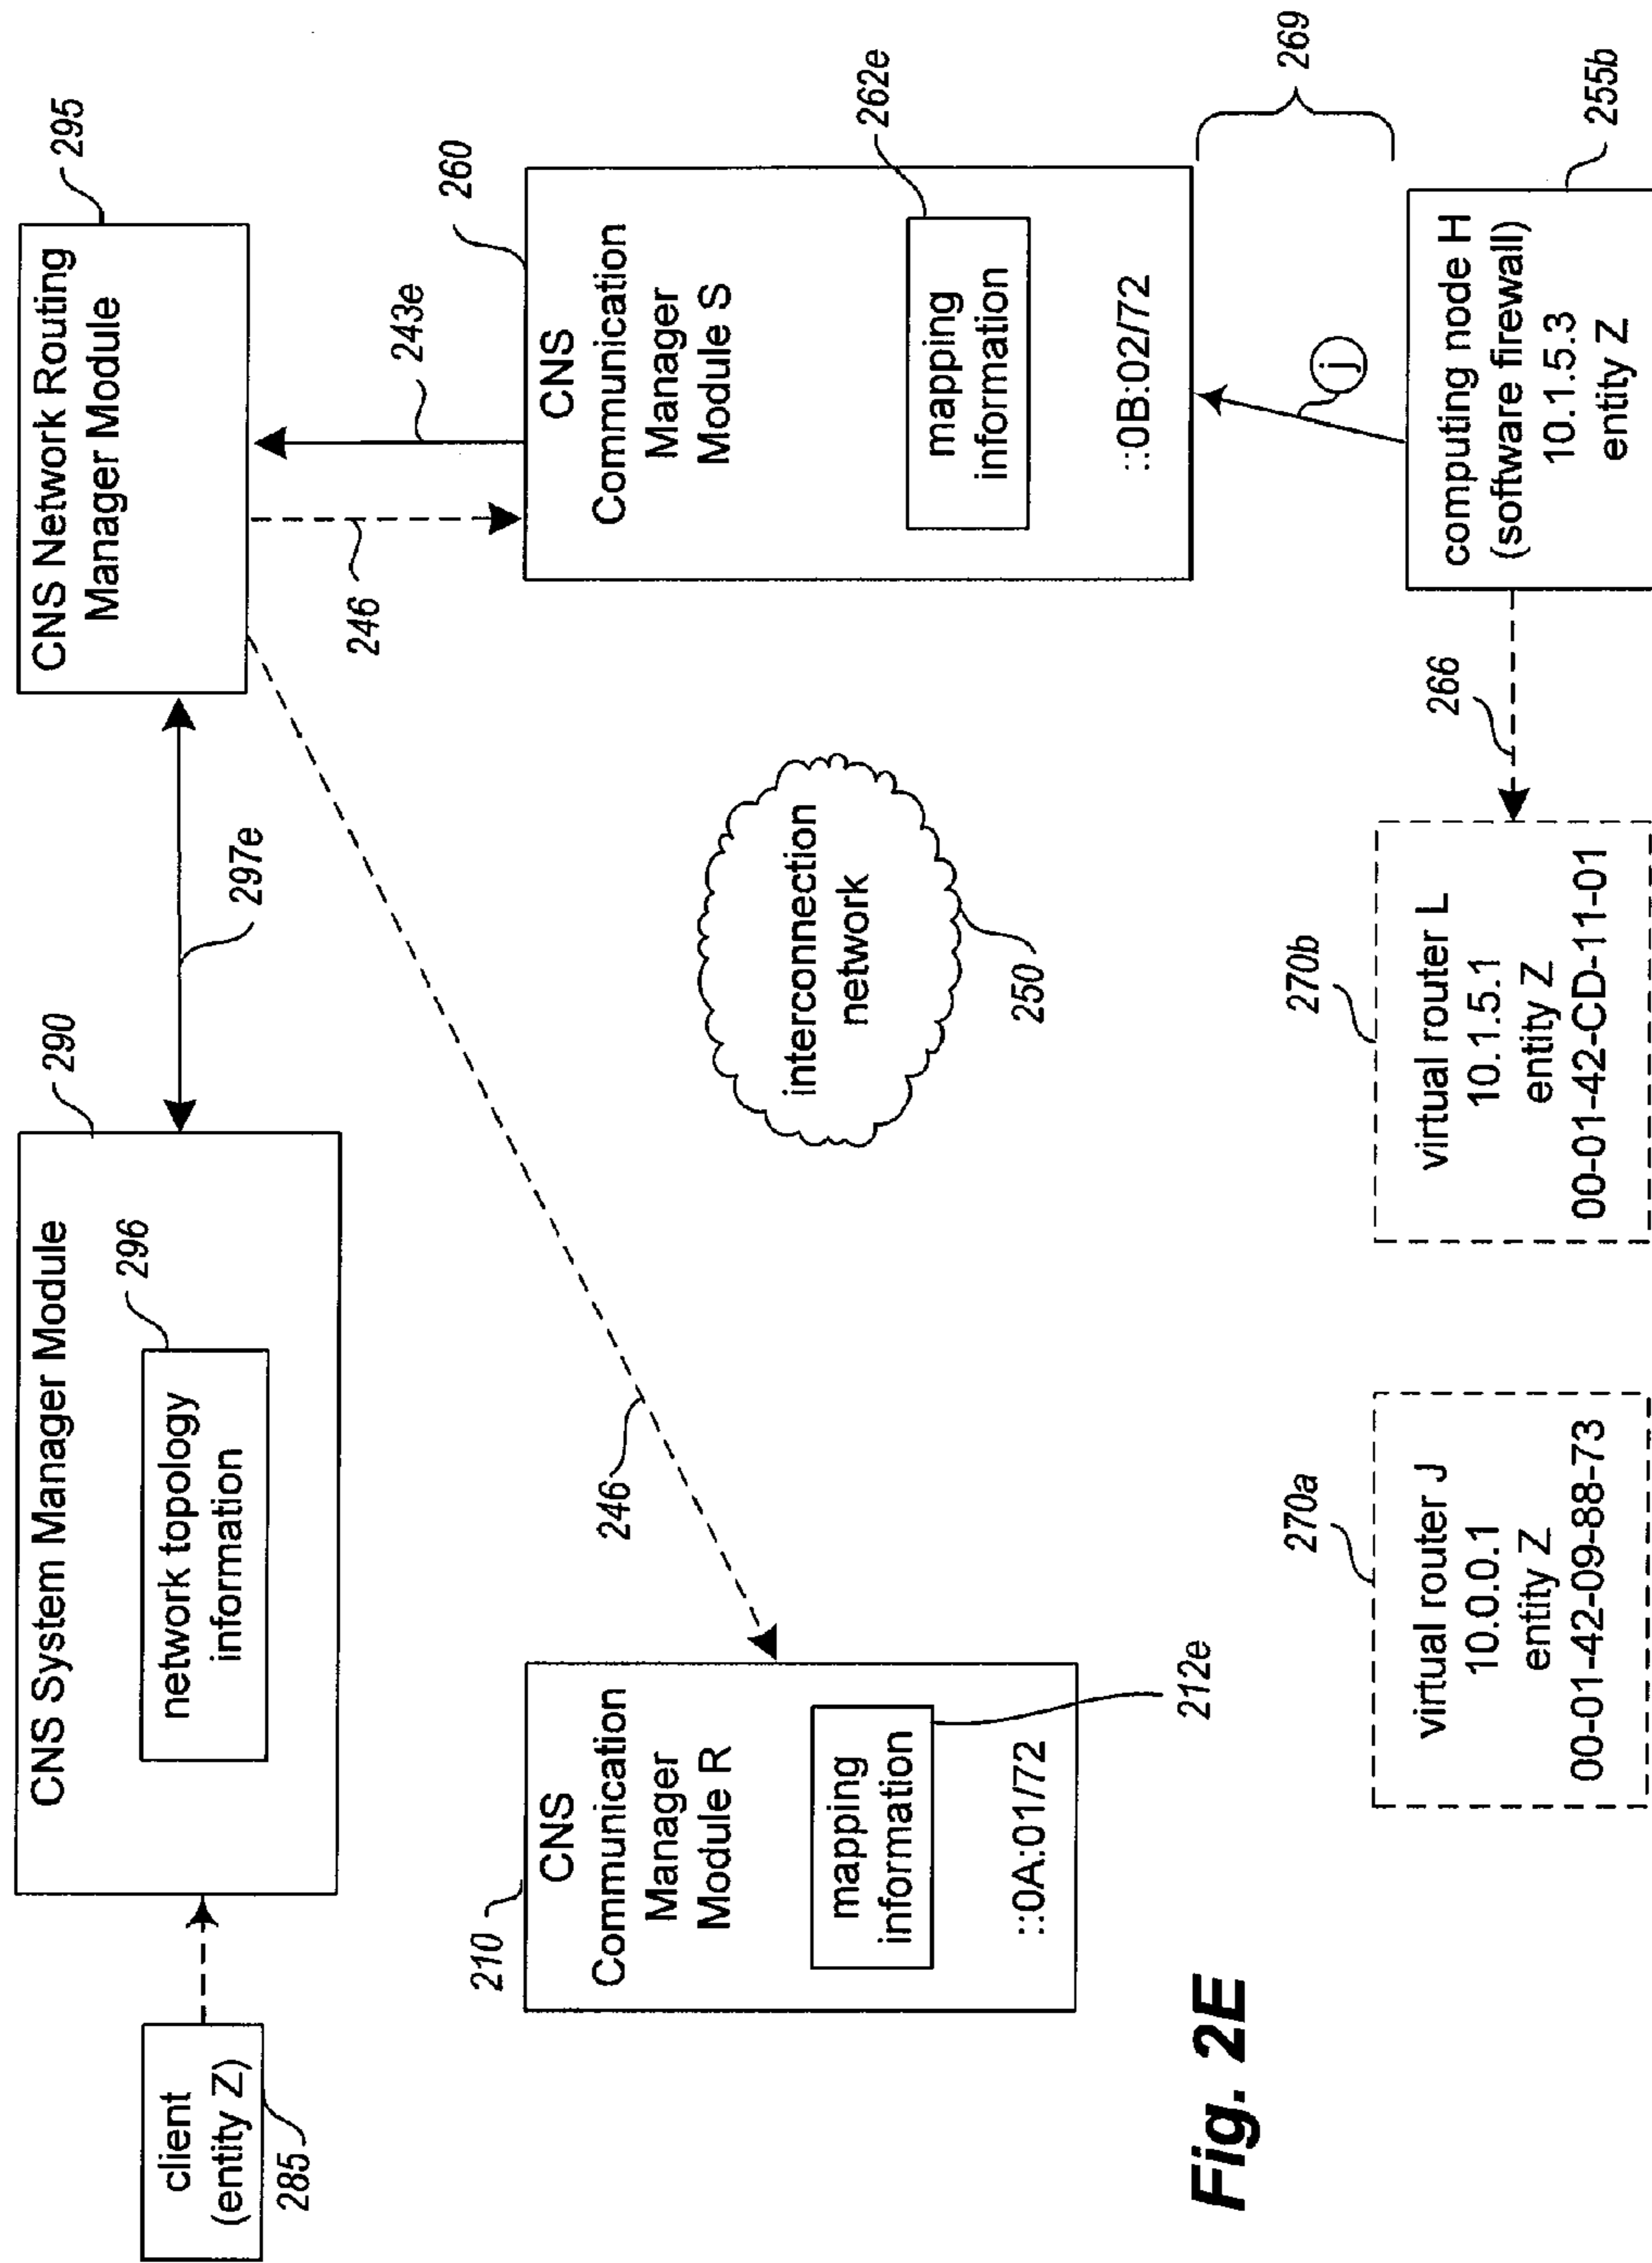 client
(entity Z)
285
CNS System Manager Module
290
network topology
information
296
297e
CNS Network Routing
Manager Module
295
246
246
243e
210
CNS
Communication
Manager
Module R
mapping
information
212e
::0A:01/72
interconnection
network
250
260
CNS
Communication
Manager
Module S
mapping
information
262e
::0B:02/72
269
j
270a
virtual router J
10.0.0.1
entity Z
00-01-42-09-88-73
270b
virtual router L
10.1.5.1
entity Z
00-01-42-CD-11-01
266
computing node H
(software firewall)
10.1.5.3
entity Z
255b
Fig. 2E